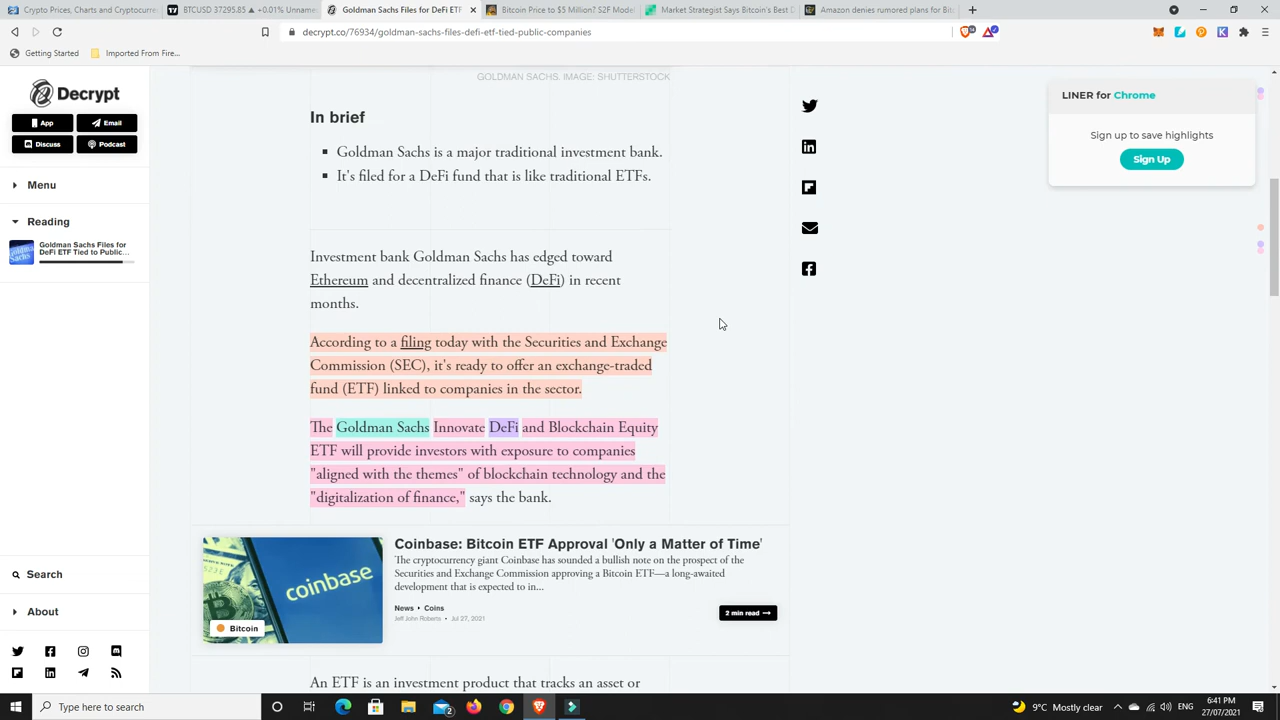 Crypto Prices, Charts and Cryptocurr
BTCUSD 37295.85 ▲ +0.01% Unname
Goldman Sachs Files for DeFi ETF
Bitcoin Price to $5 Million? S2F Model
Market Strategist Says Bitcoin's Best D
Amazon denies rumored plans for Bit
decrypt.co/76934/goldman-sachs-files-defi-etf-tied-public-companies
Getting Started
Imported From Fire...
Decrypt
App
Email
Discuss
Podcast
Menu
Reading
Goldman Sachs Files for
DeFi ETF Tied to Public...
Search
About
GOLDMAN SACHS. IMAGE: SHUTTERSTOCK
In brief
Goldman Sachs is a major traditional investment bank.
It's filed for a DeFi fund that is like traditional ETFs.
Investment bank Goldman Sachs has edged toward
Ethereum and decentralized finance (DeFi) in recent
months.
According to a filing today with the Securities and Exchange
Commission (SEC), it's ready to offer an exchange-traded
fund (ETF) linked to companies in the sector.
The Goldman Sachs Innovate DeFi and Blockchain Equity
ETF will provide investors with exposure to companies
"aligned with the themes" of blockchain technology and the
"digitalization of finance," says the bank.
coinbase
Bitcoin
Coinbase: Bitcoin ETF Approval 'Only a Matter of Time'
The cryptocurrency giant Coinbase has sounded a bullish note on the prospect of the
Securities and Exchange Commission approving a Bitcoin ETF—a long-awaited
development that is expected to in...
News • Coins
Jeff John Roberts • Jul 27, 2021
2 min read
An ETF is an investment product that tracks an asset or
LINER for Chrome
Sign up to save highlights
Sign Up
Type here to search
9°C Mostly clear
6:41 PM
27/07/2021